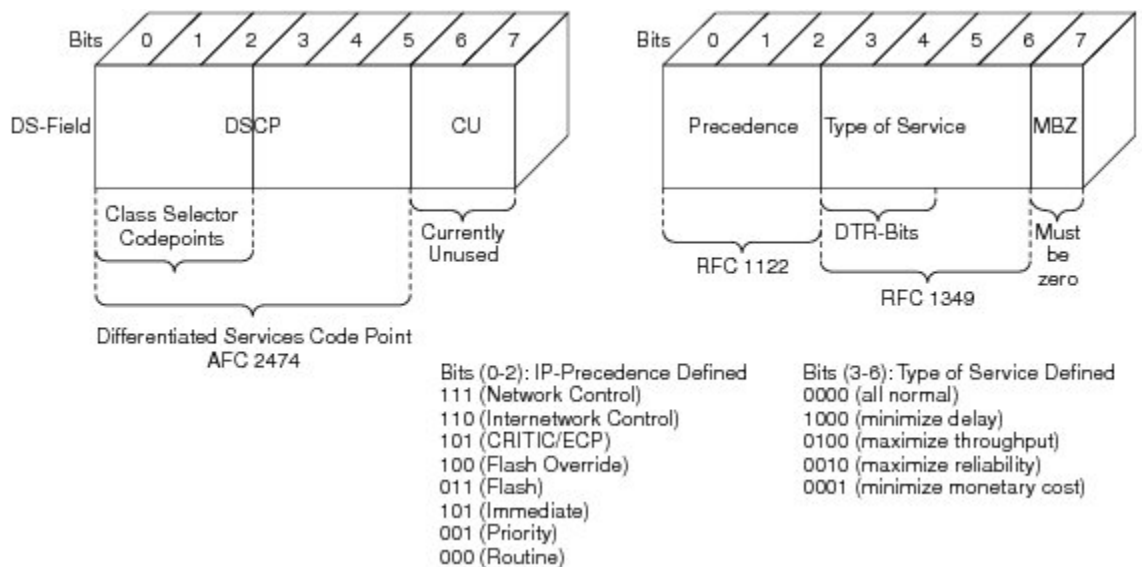 Bits 0 1 2 3 4 5 6 7
DS-Field DSCP CU
Class Selector
Codepoints
Currently
Unused
Differentiated Services Code Point
AFC 2474
Bits 0 1 2 3 4 5 6 7
Precedence Type of Service MBZ
DTR-Bits
Must
be
zero
RFC 1122
RFC 1349
Bits (0-2): IP-Precedence Defined
111 (Network Control)
110 (Internetwork Control)
101 (CRITIC/ECP)
100 (Flash Override)
011 (Flash)
101 (Immediate)
001 (Priority)
000 (Routine)
Bits (3-6): Type of Service Defined
0000 (all normal)
1000 (minimize delay)
0100 (maximize throughput)
0010 (maximize reliability)
0001 (minimize monetary cost)